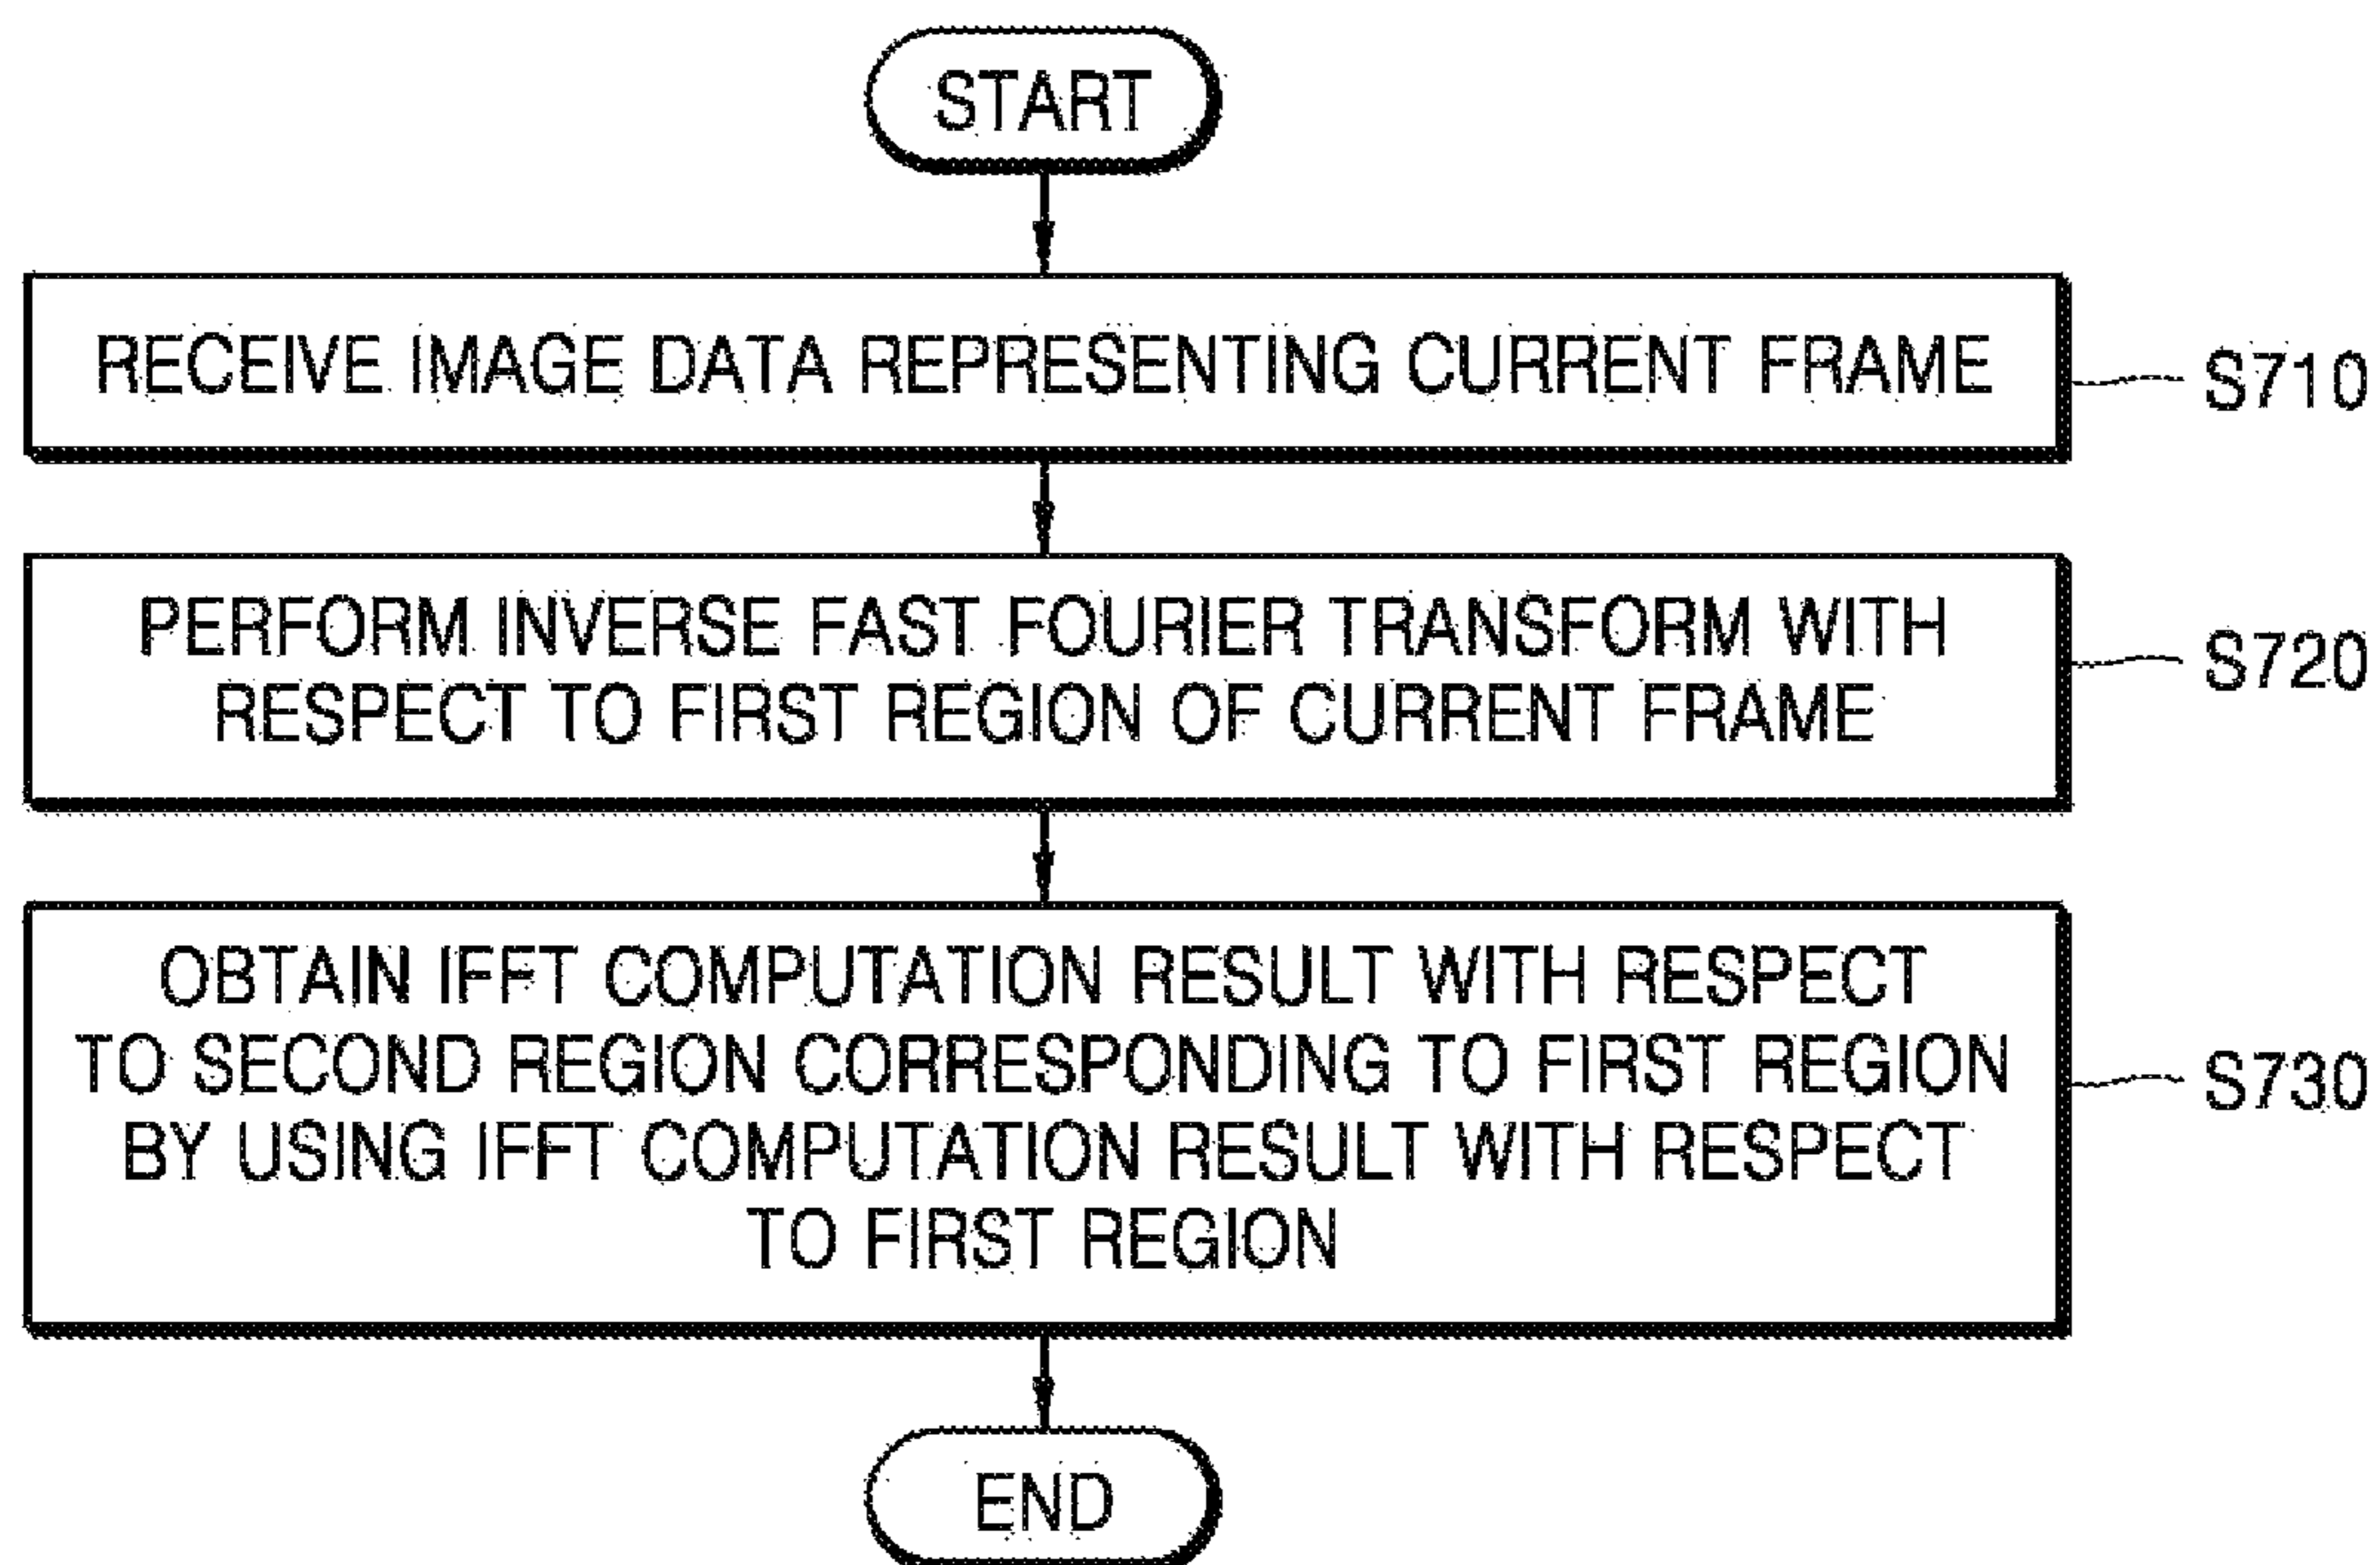 START
RECEIVE IMAGE DATA REPRESENTING CURRENT FRAME
S710
PERFORM INVERSE FAST FOURIER TRANSFORM WITH
RESPECT TO FIRST REGION OF CURRENT FRAME
S720
OBTAIN IFFT COMPUTATION RESULT WITH RESPECT
TO SECOND REGION CORRESPONDING TO FIRST REGION
BY USING IFFT COMPUTATION RESULT WITH RESPECT
TO FIRST REGION
S730
END